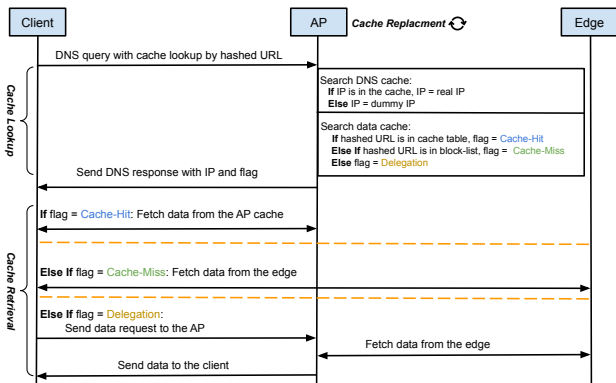 Client
AP
Cache Replacment
Edge
DNS query with cache lookup by hashed URL
Search DNS cache:
If IP is in the cache, IP = real IP
Else IP = dummy IP
Search data cache:
If hashed URL is in cache table, flag = Cache-Hit
Else If hashed URL is in block-list, flag = Cache-Miss
Else flag = Delegation
Cache Lookup
Send DNS response with IP and flag
If flag = Cache-Hit: Fetch data from the AP cache
Else If flag = Cache-Miss: Fetch data from the edge
Cache Retrieval
Else If flag = Delegation:
Send data request to the AP
Fetch data from the edge
Send data to the client